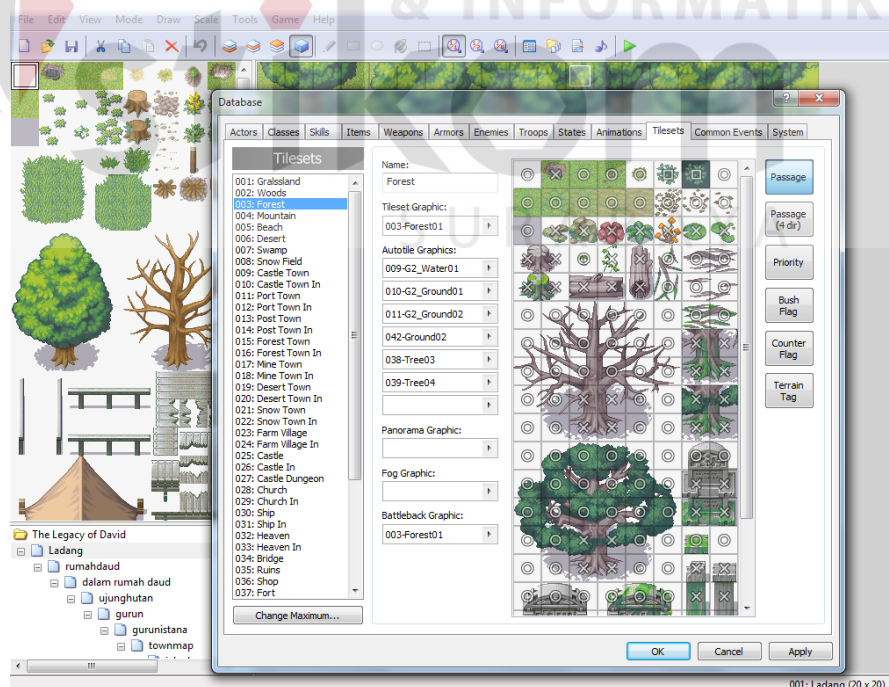 & INFORMATIK
File Edit View Mode Draw Scale Tools Game Help
Database
Actors Classes Skills Items Weapons Armors Enemies Troops States Animations Tilesets Common Events System
Tilesets
001: Gralssland
002: Woods
003: Forest
004: Mountain
005: Beach
006: Desert
007: Swamp
008: Snow Field
009: Castle Town
010: Castle Town In
011: Port Town
012: Port Town In
013: Post Town
014: Post Town In
015: Forest Town
016: Forest Town In
017: Mine Town
018: Mine Town In
019: Desert Town
020: Desert Town In
021: Snow Town
022: Snow Town In
023: Farm Village
024: Farm Village In
025: Castle
026: Castle In
027: Castle Dungeon
028: Church
029: Church In
030: Ship
031: Ship In
032: Heaven
033: Heaven In
034: Bridge
035: Ruins
036: Shop
037: Fort
Change Maximum...
Name:
Forest
Tileset Graphic:
003-Forest01
Autotile Graphics:
009-G2_Water01
010-G2_Ground01
011-G2_Ground02
042-Ground02
038-Tree03
039-Tree04
Panorama Graphic:
Fog Graphic:
Battleback Graphic:
003-Forest01
Passage
Passage
(4 dir)
Priority
Bush
Flag
Counter
Flag
Terrain
Tag
OK Cancel Apply
The Legacy of David
Ladang
rumahdaud
dalam rumah daud
ujunghutan
gurun
gurunistana
townmap
001: Ladang (20 x 20)